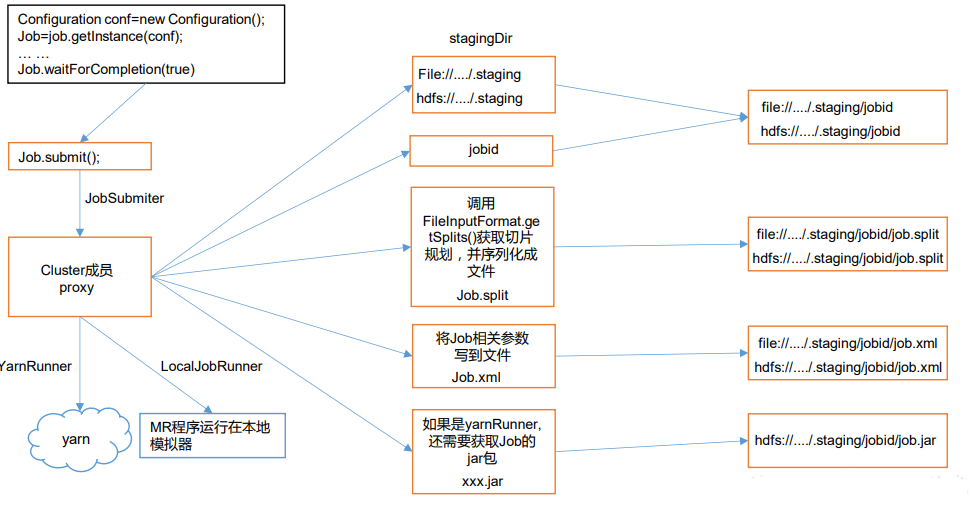 Configuration conf=new Configuration();
Job=job.getInstance(conf);
… …
Job.waitForCompletion(true)
Job.submit();
JobSubmiter
Cluster成员
proxy
YarnRunner
LocalJobRunner
yarn
MR程序运行在本地
模拟器
stagingDir
File://..../.staging
hdfs://..../.staging
jobid
调用
FileInputFormat.ge
tSplits()获取切片
规划，并序列化成
文件
Job.split
将Job相关参数
写到文件
Job.xml
如果是yarnRunner,
还需要获取Job的
jar包
xxx.jar
file://..../.staging/jobid
hdfs://..../.staging/jobid
file://..../.staging/jobid/job.split
hdfs://..../.staging/jobid/job.split
file://..../.staging/jobid/job.xml
hdfs://..../.staging/jobid/job.xml
hdfs://..../.staging/jobid/job.jar